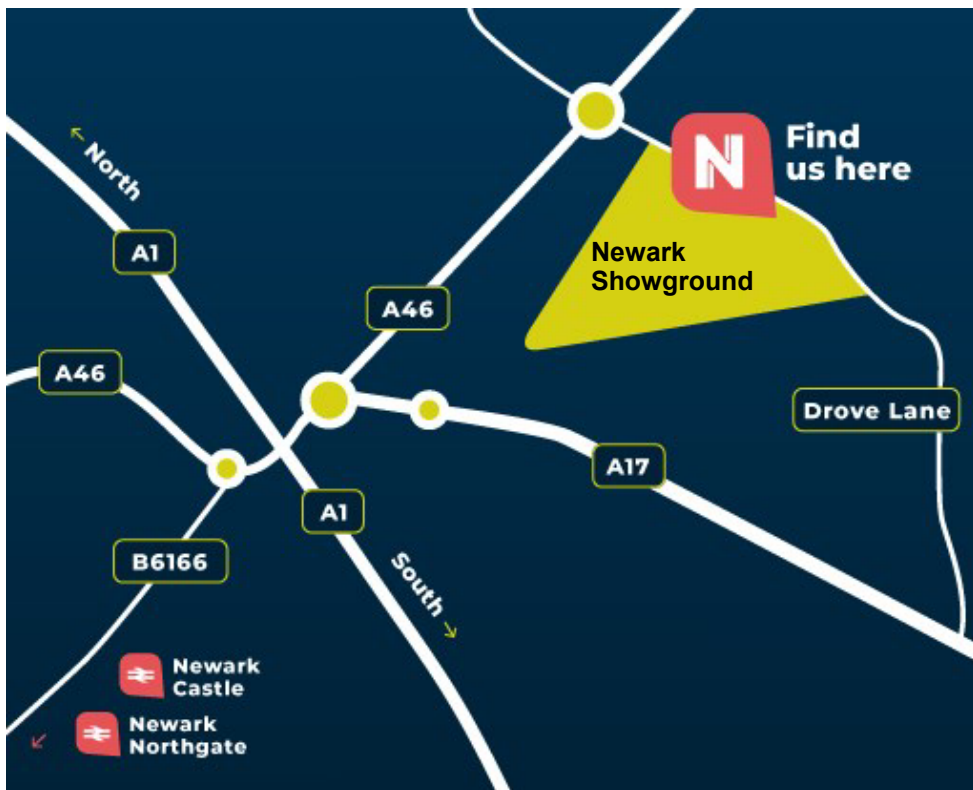 North
A1
A46
A46
N
Find
us here
Newark
Showground
Drove Lane
A17
A1
B6166
South
Newark
Castle
Newark
Northgate